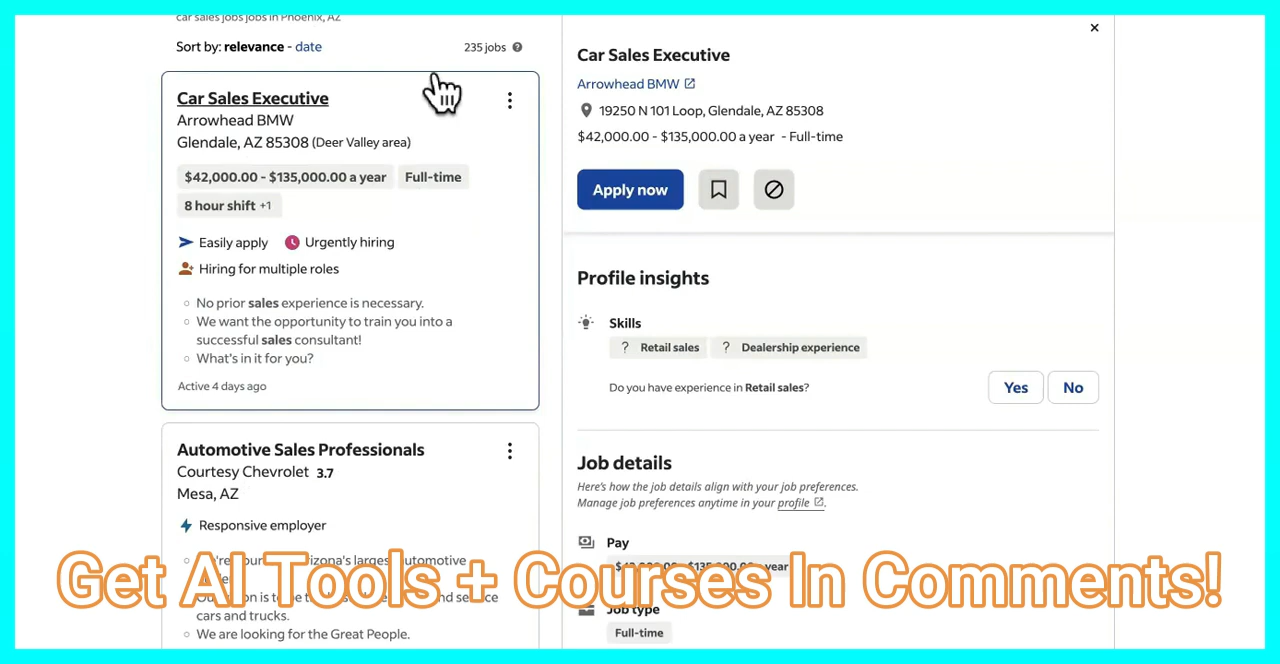 car sales jobs jobs in Phoenix, AZ
Sort by: relevance - date
235 jobs
Car Sales Executive
Arrowhead BMW
Glendale, AZ 85308 (Deer Valley area)
$42,000.00 - $135,000.00 a year
Full-time
8 hour shift +1
Easily apply
Urgently hiring
Hiring for multiple roles
No prior sales experience is necessary.
We want the opportunity to train you into a
successful sales consultant!
What's in it for you?
Active 4 days ago
Automotive Sales Professionals
Courtesy Chevrolet 3.7
Mesa, AZ
Responsive employer
largest automotive
cars and trucks.
We are looking for the Great People.
Car Sales Executive
Arrowhead BMW
19250 N 101 Loop, Glendale, AZ 85308
$42,000.00 - $135,000.00 a year - Full-time
Apply now
Profile insights
Skills
? Retail sales
? Dealership experience
Do you have experience in Retail sales?
Yes
No
Job details
Here's how the job details align with your job preferences.
Manage job preferences anytime in your profile.
Pay
year
Job type
Full-time
Get AI Tools + Courses In Comments!